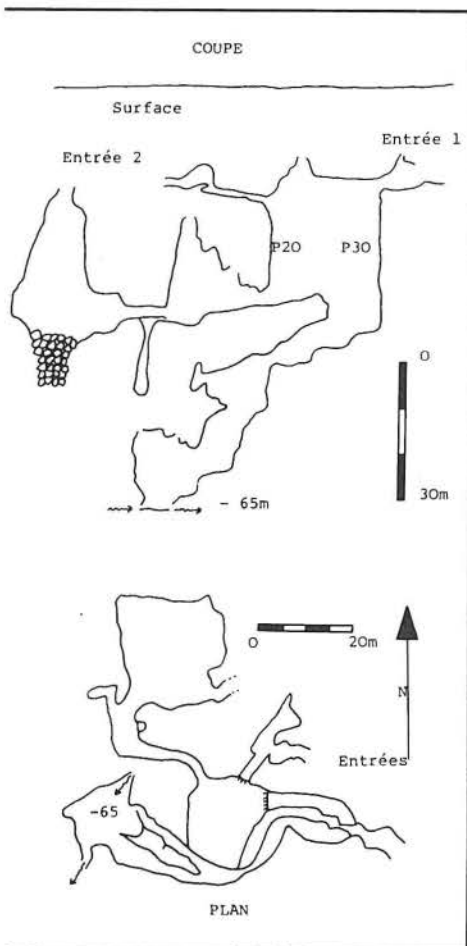 COUPE
Surface
Entrée 1
Entrée 2
P20
P30
0
30m
- 65m
0
20m
N
Entrées
-65
PLAN